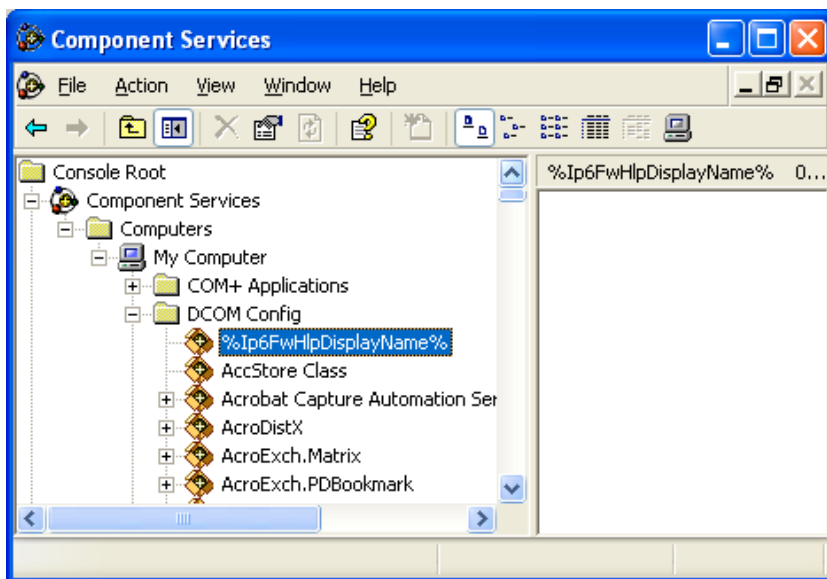 Component Services
File Action View Window Help
Console Root
%Ip6FwHlpDisplayName% 0...
Component Services
Computers
My Computer
COM+ Applications
DCOM Config
%Ip6FwHlpDisplayName%
AccStore Class
Acrobat Capture Automation Ser
AcroDistX
AcroExch.Matrix
AcroExch.PDBookmark